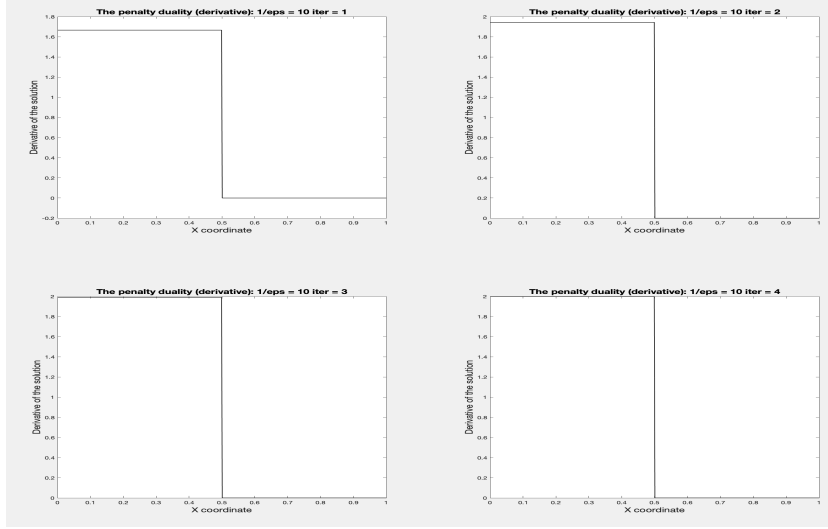 The penalty duality (derivative): 1/eps = 10 iter = 1
1.8
1.6
1.4
1.2
1
0.8
0.6
0.4
0.2
0
-0.2
Derivative of the solution
0 0.1 0.2 0.3 0.4 0.5 0.6 0.7 0.8 0.9 1
X coordinate
The penalty duality (derivative): 1/eps = 10 iter = 2
2
1.8
1.6
1.4
1.2
1
0.8
0.6
0.4
0.2
0
Derivative of the solution
0 0.1 0.2 0.3 0.4 0.5 0.6 0.7 0.8 0.9 1
X coordinate
The penalty duality (derivative): 1/eps = 10 iter = 3
2
1.8
1.6
1.4
1.2
1
0.8
0.6
0.4
0.2
0
Derivative of the solution
0 0.1 0.2 0.3 0.4 0.5 0.6 0.7 0.8 0.9 1
X coordinate
The penalty duality (derivative): 1/eps = 10 iter = 4
2
1.8
1.6
1.4
1.2
1
0.8
0.6
0.4
0.2
0
Derivative of the solution
0 0.1 0.2 0.3 0.4 0.5 0.6 0.7 0.8 0.9 1
X coordinate